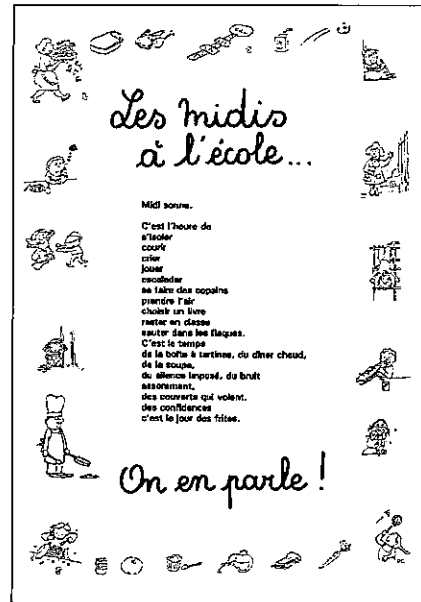 Les midis
à l'école...
Midi sonne.
C'est l'heure de
s'isoler
courir
crier
jouer
escalader
se faire des copains
prendre l'air
choisir un livre
rester en classe
sauter dans les flaques.
C'est le temps
de la boîte à tartines, du dîner chaud,
de la soupe,
du silence imposé, du bruit
assommant,
des couverts qui volent.
des confidences
c'est le jour des frites.
On en parle !